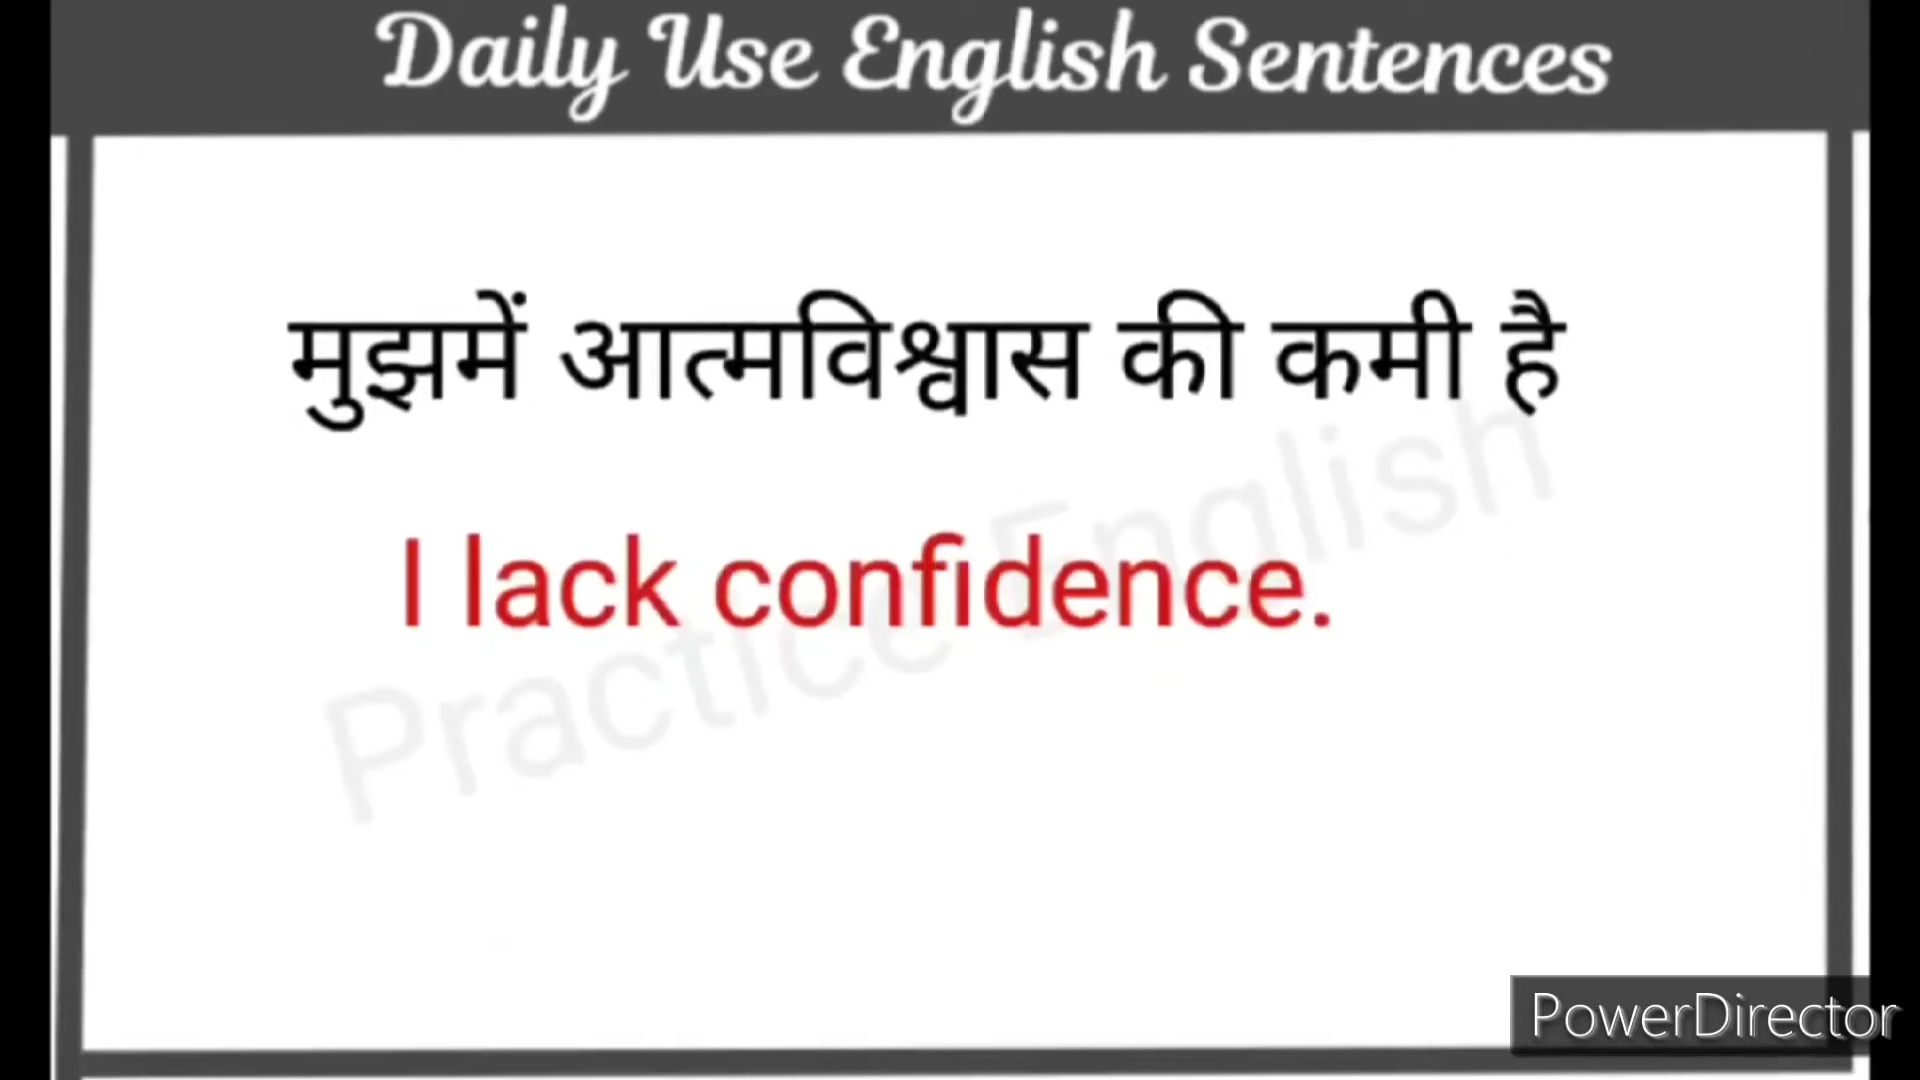 Daily Use English Sentences
मुझमें आत्मविश्वास की कमी है
I lack confidence.
Practice English
PowerDirector